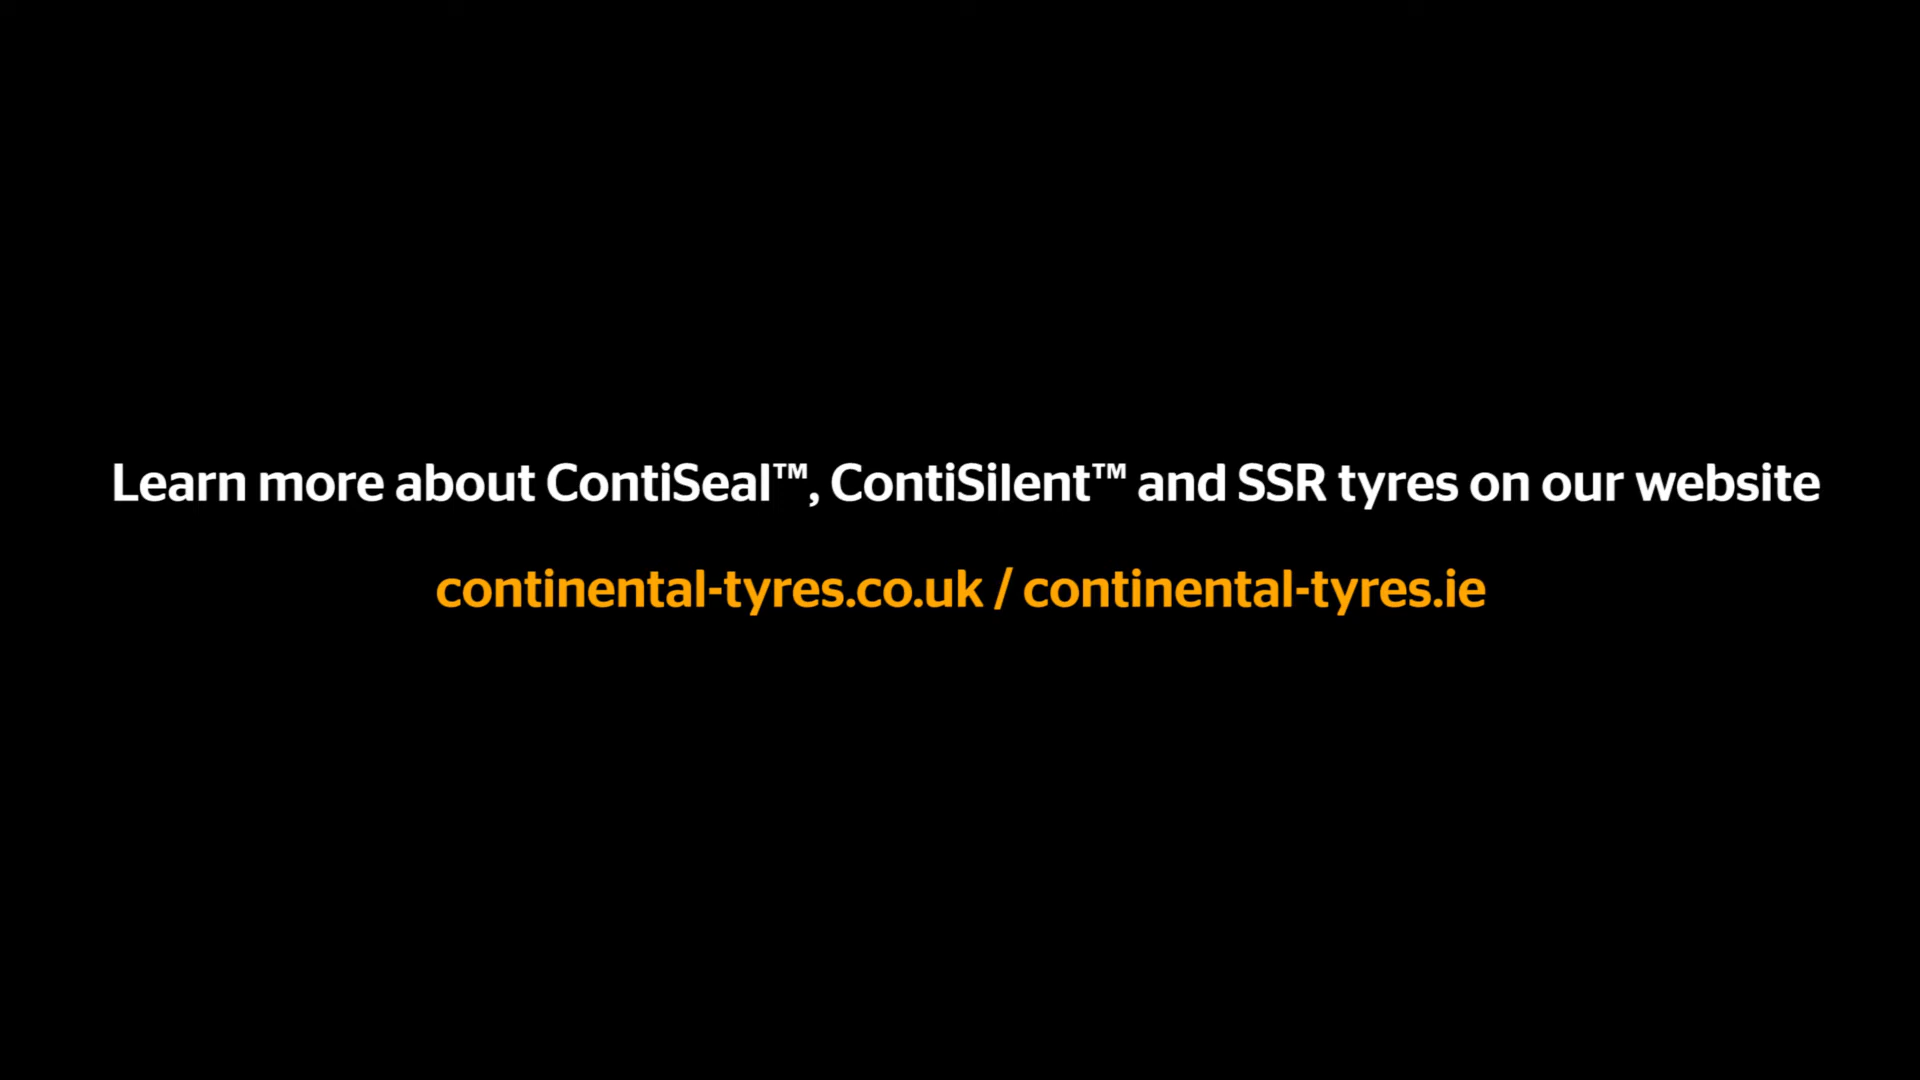 Learn more about ContiSeal™, ContiSilent™ and SSR tyres on our website
continental-tyres.co.uk / continental-tyres.ie